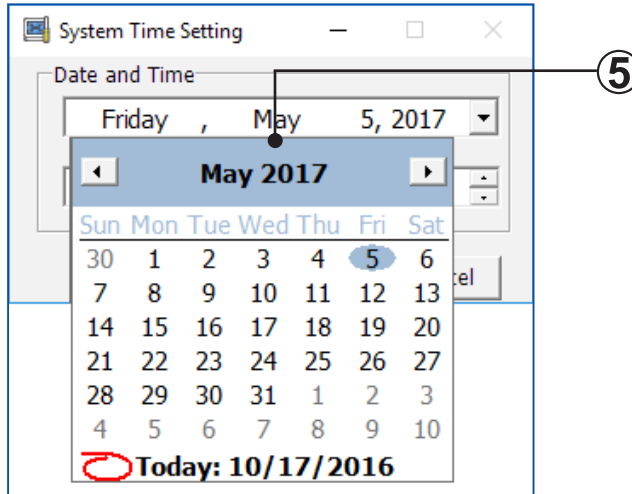 System Time Setting
Date and Time
⑤
Friday , May 5, 2017
May 2017
Sun Mon Tue Wed Thu Fri Sat
30 1 2 3 4 5 6
7 8 9 10 11 12 13
14 15 16 17 18 19 20
21 22 23 24 25 26 27
28 29 30 31 1 2 3
4 5 6 7 8 9 10
Today: 10/17/2016